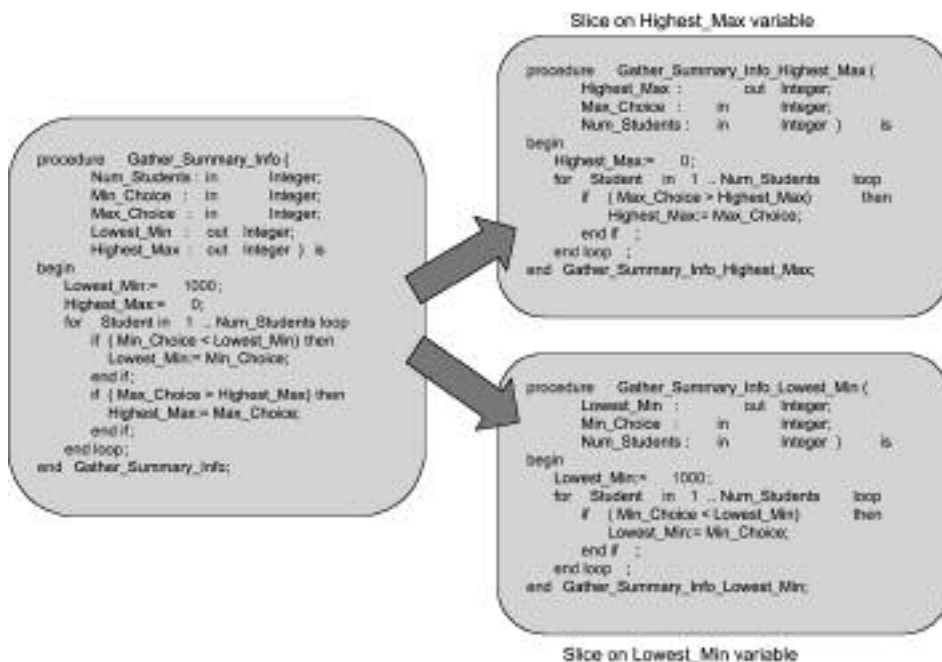 Slice on Highest_Max variable
procedure Gather_Summary_Info_Highest_Max (
Highest_Max : out Integer;
Max_Choice : in Integer;
Num_Students : in Integer ) is
begin
Highest_Max:= 0;
for Student in 1 .. Num_Students loop
if ( Max_Choice > Highest_Max) then
Highest_Max:= Max_Choice;
end if ;
end loop ;
end Gather_Summary_Info_Highest_Max;
procedure Gather_Summary_Info (
Num_Students : in Integer;
Min_Choice : in Integer;
Max_Choice : in Integer;
Lowest_Min : out Integer;
Highest_Max : out Integer ) is
begin
Lowest_Min:= 1000;
Highest_Max:= 0;
for Student in 1 .. Num_Students loop
if ( Min_Choice < Lowest_Min) then
Lowest_Min:= Min_Choice;
end if;
if ( Max_Choice > Highest_Max) then
Highest_Max:= Max_Choice;
end if;
end loop;
end Gather_Summary_Info;
procedure Gather_Summary_Info_Lowest_Min (
Lowest_Min : out Integer;
Min_Choice : in Integer;
Num_Students : in Integer ) is
begin
Lowest_Min:= 1000;
for Student in 1 .. Num_Students loop
if ( Min_Choice < Lowest_Min) then
Lowest_Min:= Min_Choice;
end if ;
end loop ;
end Gather_Summary_Info_Lowest_Min;
Slice on Lowest_Min variable